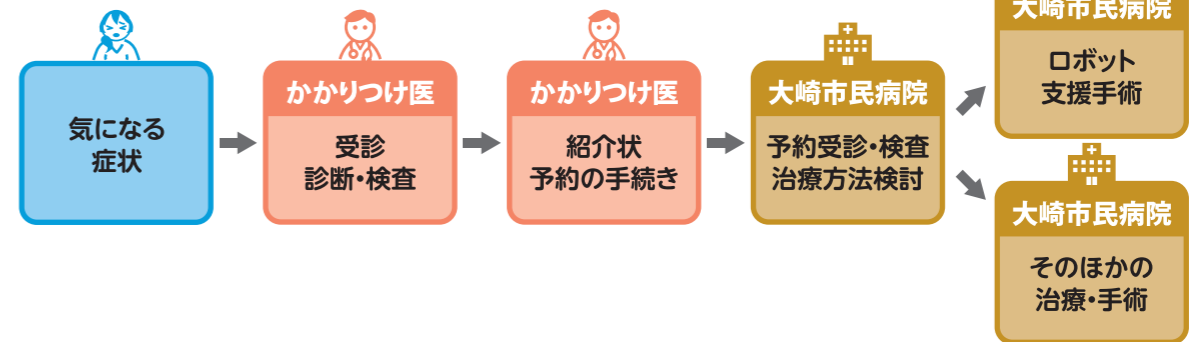 気になる
症状
かかりつけ医
受診
診断・検査
かかりつけ医
紹介状
予約の手続き
大崎市民病院
予約受診・検査
治療方法検討
大崎市民病院
ロボット
支援手術
大崎市民病院
そのほかの
治療・手術